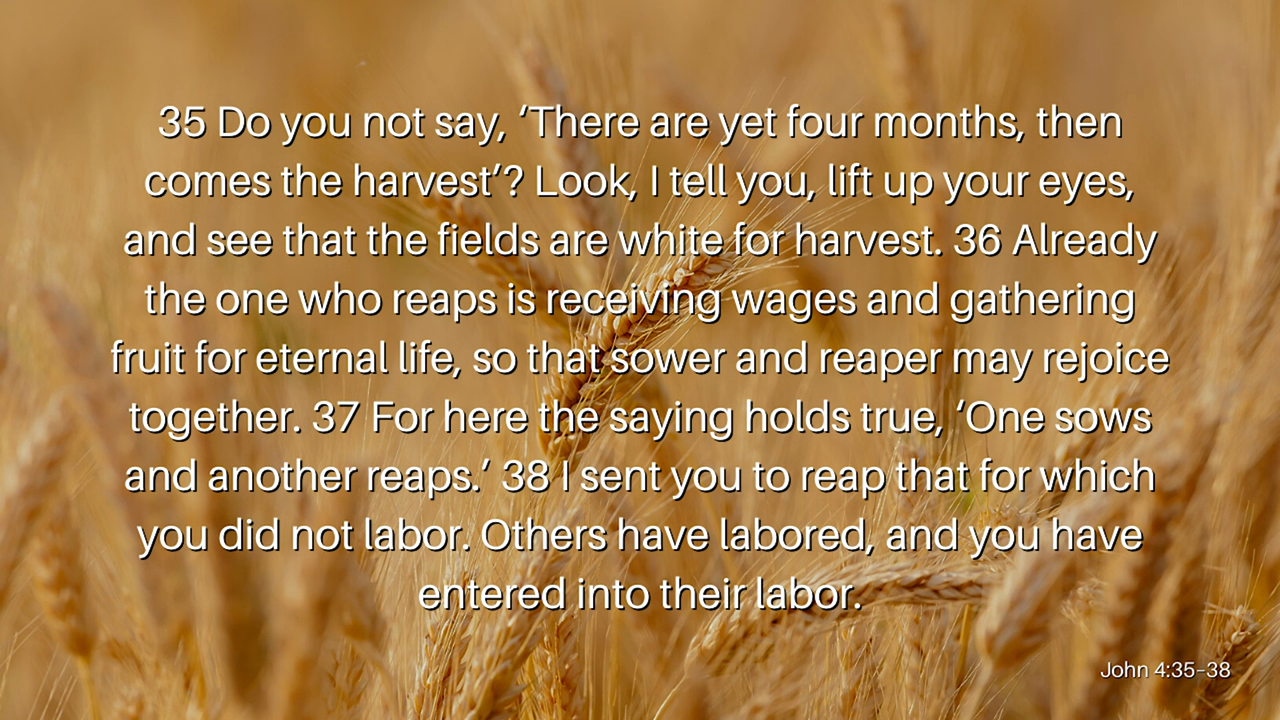 35 Do you not say, ‘There are yet four months, then
comes the harvest’? Look, I tell you, lift up your eyes,
and see that the fields are white for harvest. 36 Already
the one who reaps is receiving wages and gathering
fruit for eternal life, so that sower and reaper may rejoice
together. 37 For here the saying holds true, ‘One sows
and another reaps.’ 38 I sent you to reap that for which
you did not labor. Others have labored, and you have
entered into their labor.
John 4:35–38